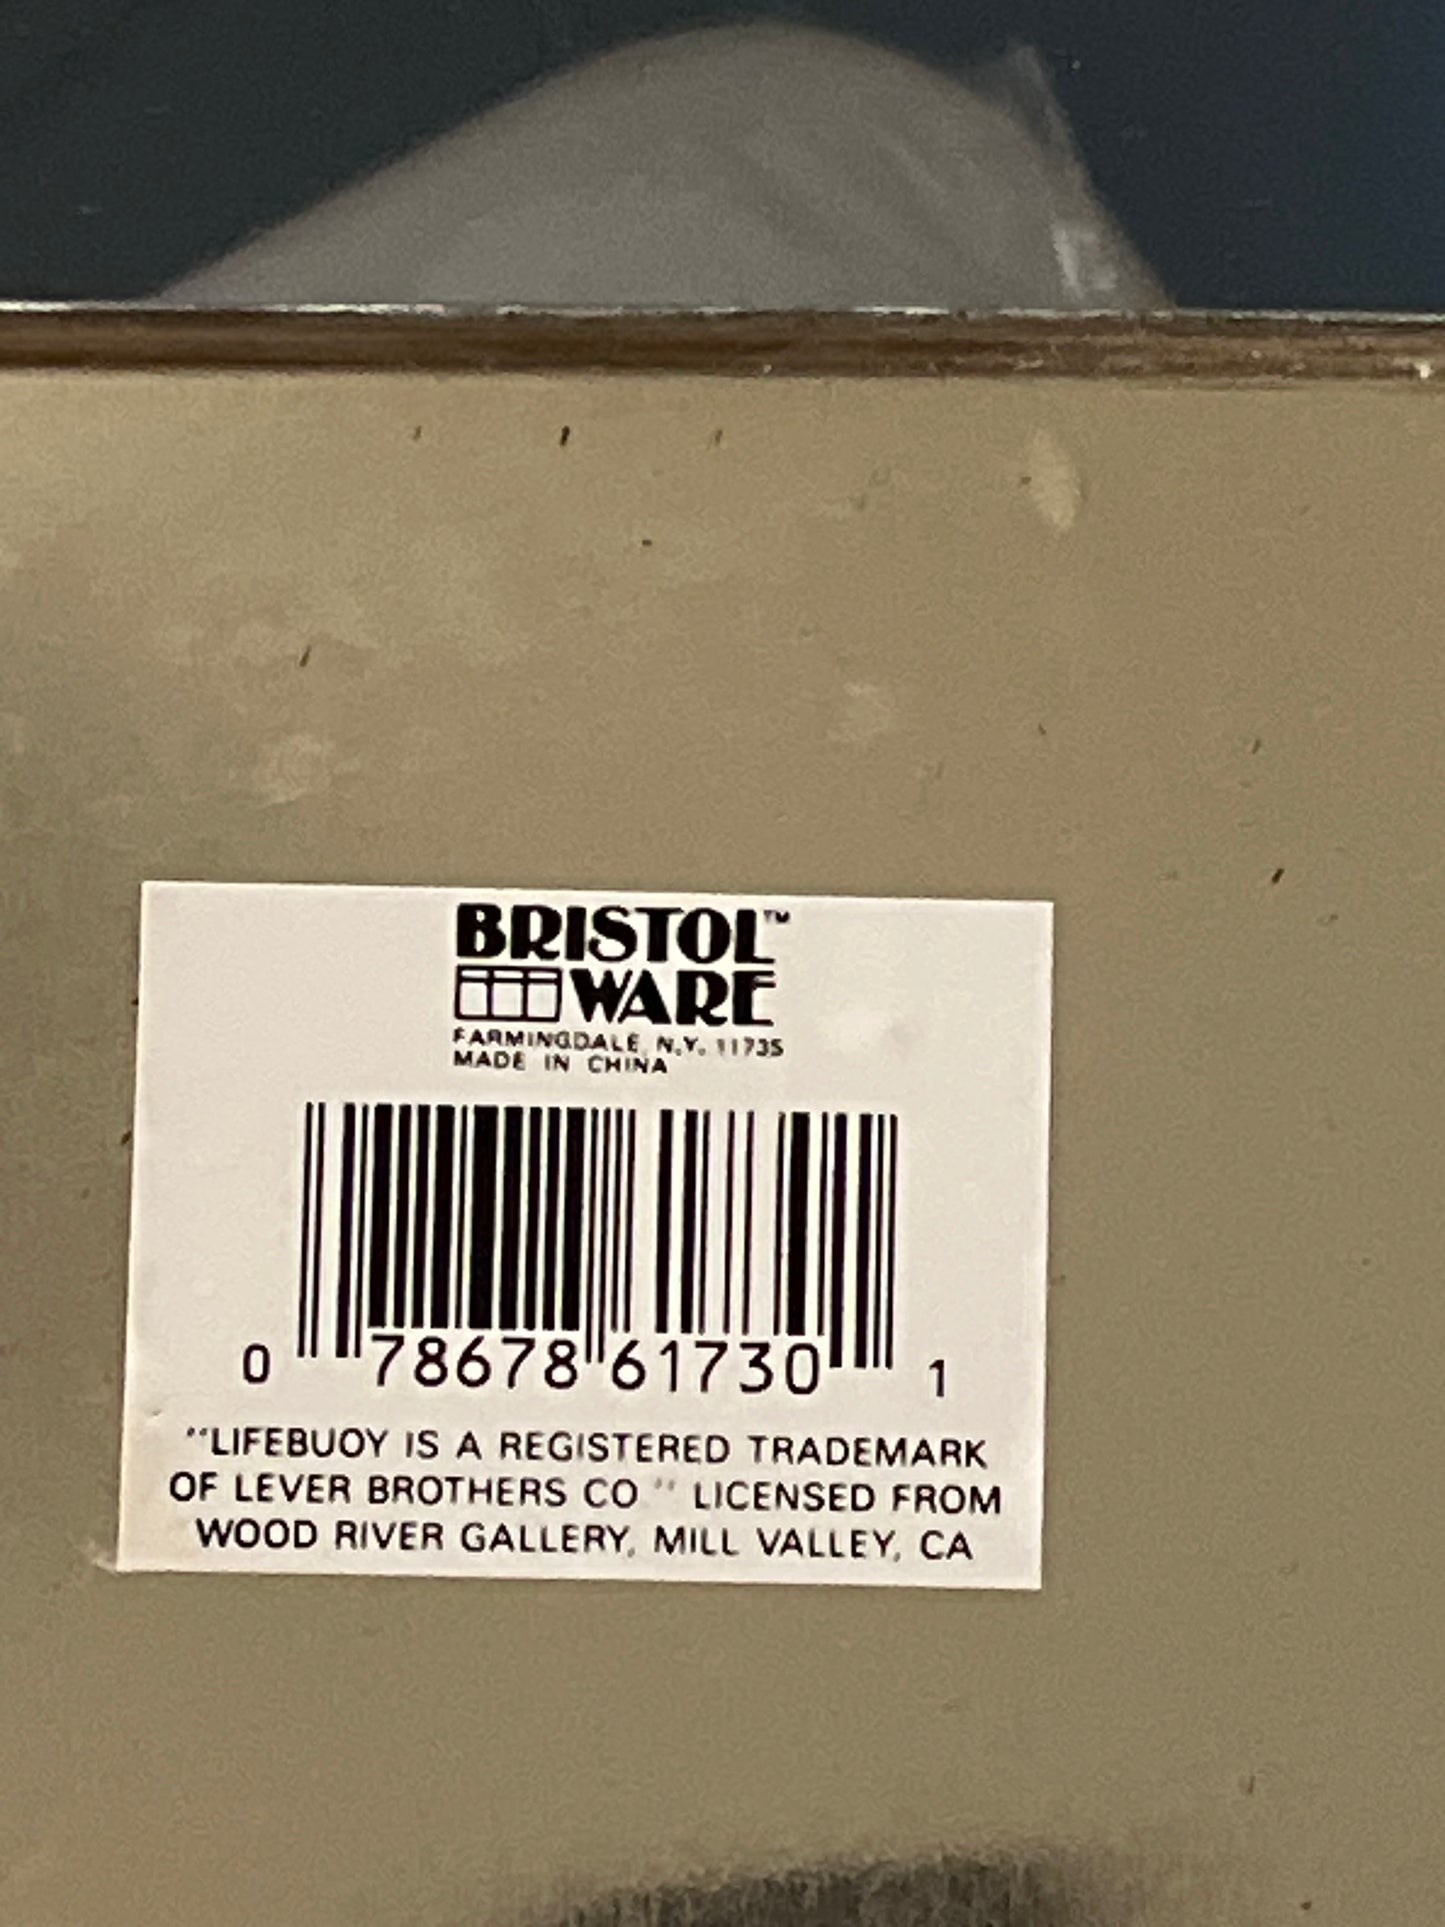 BRISTOL™
WARE
FARMINGDALE, N.Y. 11735
MADE IN CHINA
0 78678 61730 1
"LIFEBUOY IS A REGISTERED TRADEMARK
OF LEVER BROTHERS CO " LICENSED FROM
WOOD RIVER GALLERY, MILL VALLEY, CA